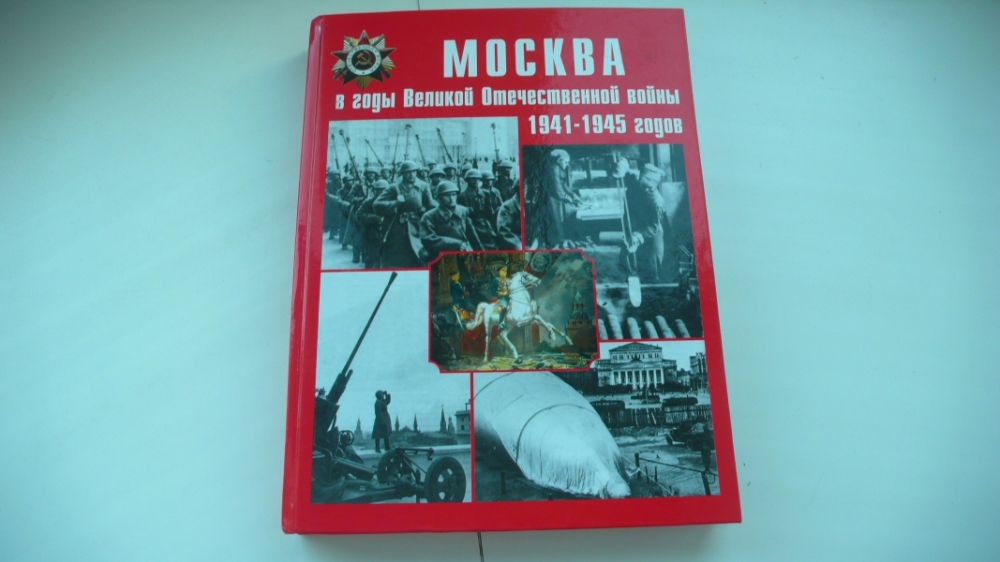 МОСКВА
в годы Великой Отечественной войны
1941-1945 годов